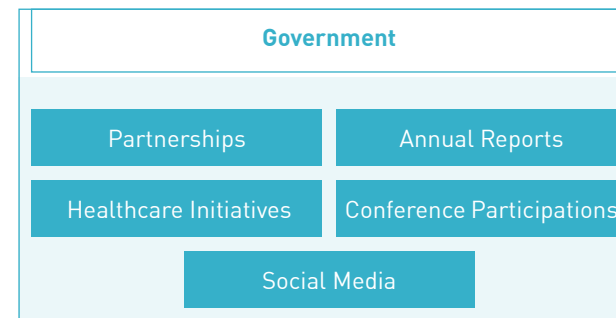 Government
Partnerships
Annual Reports
Healthcare Initiatives
Conference Participations
Social Media